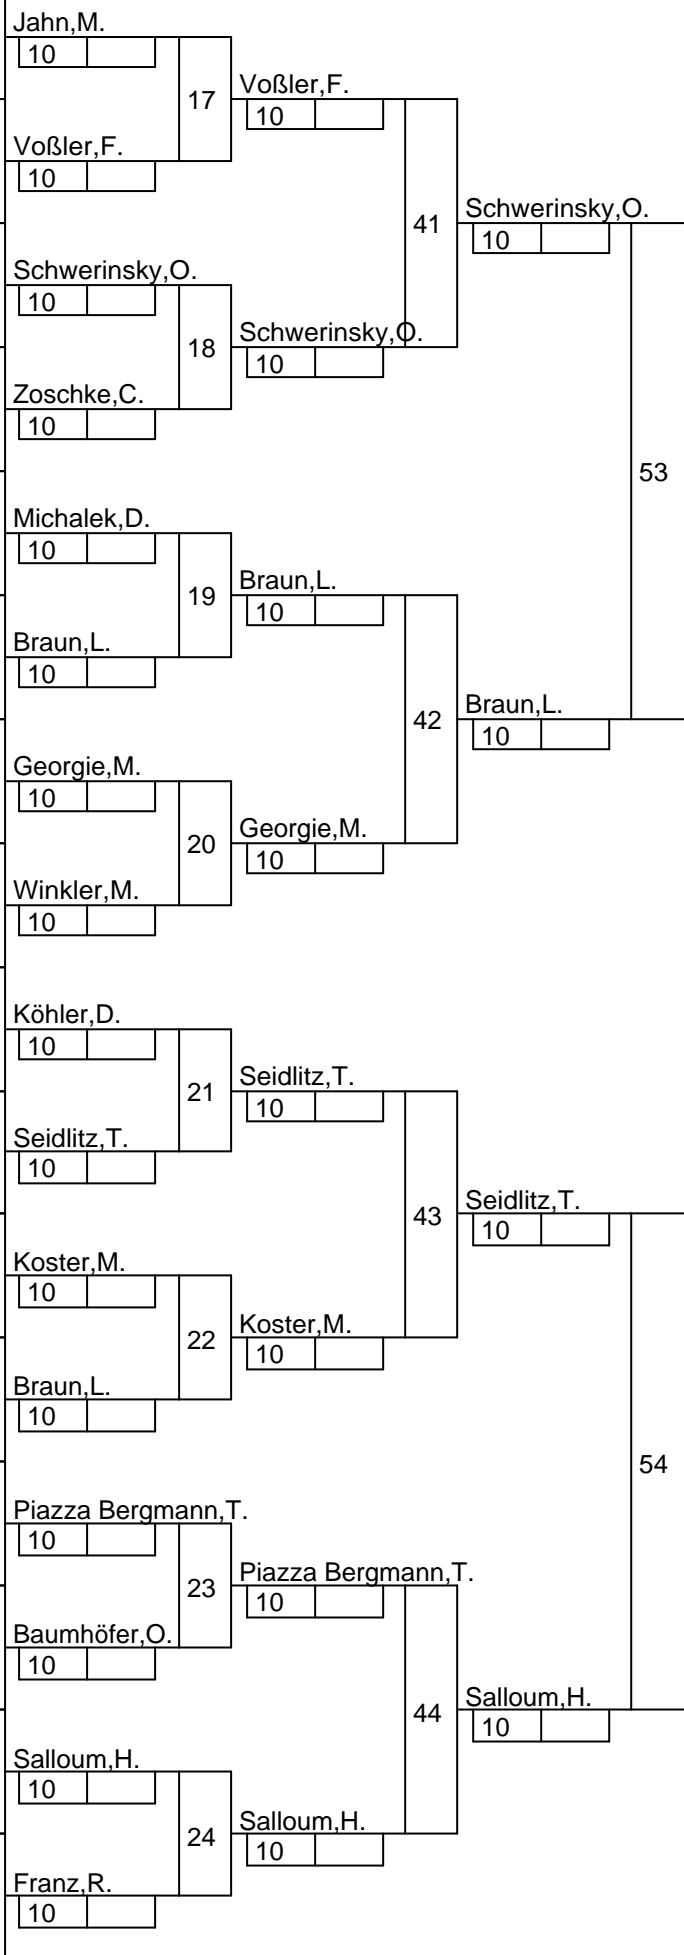 Jahn,M.
10
17
Voßler,F.
10
Voßler,F.
10
41
Schwerinsky,O.
10
Schwerinsky,O.
10
18
Schwerinsky,O.
10
Zoschke,C.
10
53
Michalek,D.
10
19
Braun,L.
10
Braun,L.
10
42
Braun,L.
10
Georgie,M.
10
20
Georgie,M.
10
Winkler,M.
10
Köhler,D.
10
21
Seidlitz,T.
10
Seidlitz,T.
10
43
Seidlitz,T.
10
Koster,M.
10
22
Koster,M.
10
Braun,L.
10
54
Piazza Bergmann,T.
10
23
Piazza Bergmann,T.
10
Baumhöfer,O.
10
44
Salloum,H.
10
Salloum,H.
10
24
Salloum,H.
10
Franz,R.
10